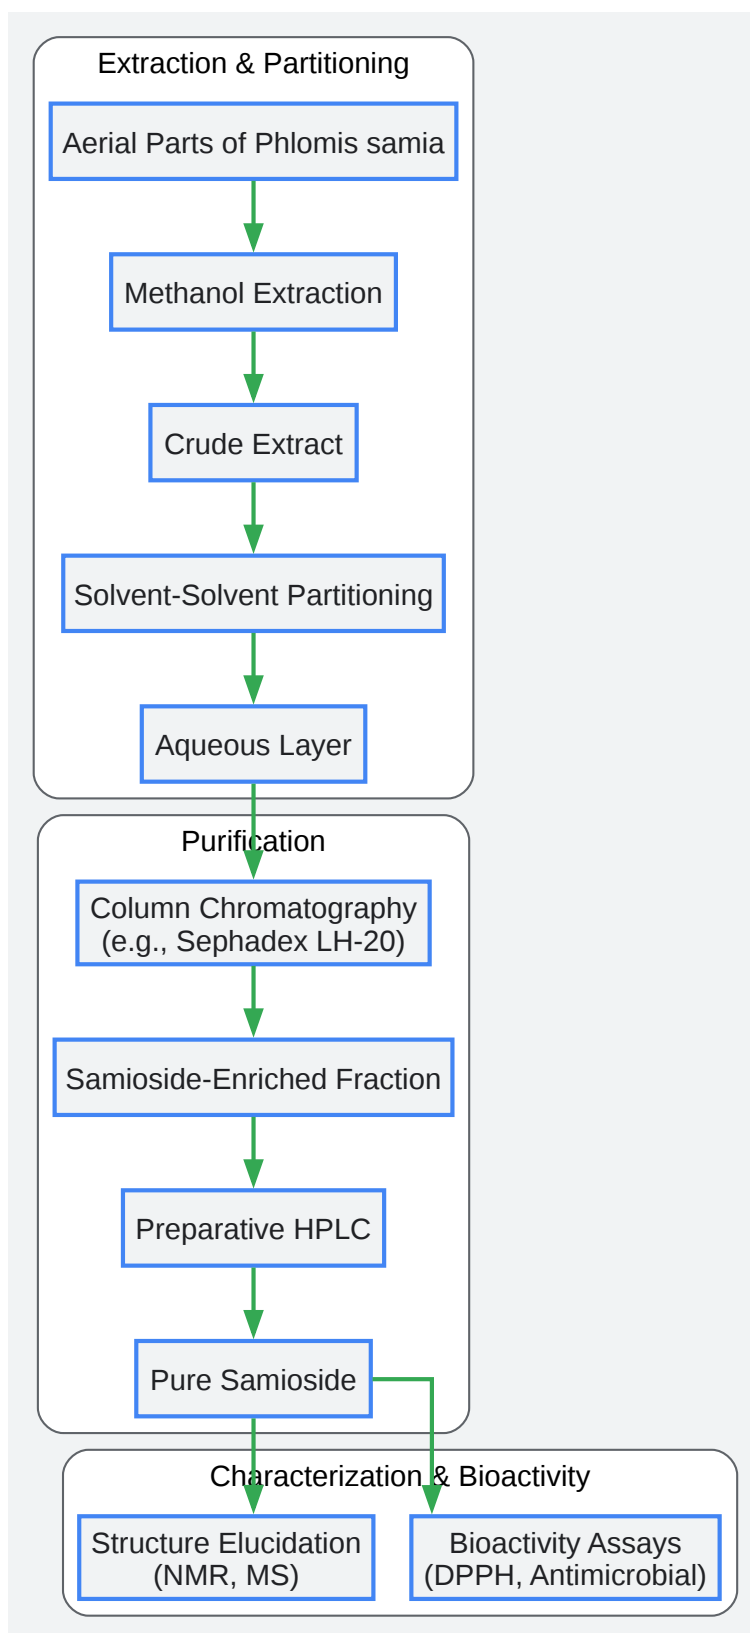 Extraction & Partitioning
Aerial Parts of Phlomis samia
Methanol Extraction
Crude Extract
Solvent-Solvent Partitioning
Aqueous Layer
Purification
Column Chromatography
(e.g., Sephadex LH-20)
Samioside-Enriched Fraction
Preparative HPLC
Pure Samioside
Characterization & Bioactivity
Structure Elucidation
(NMR, MS)
Bioactivity Assays
(DPPH, Antimicrobial)